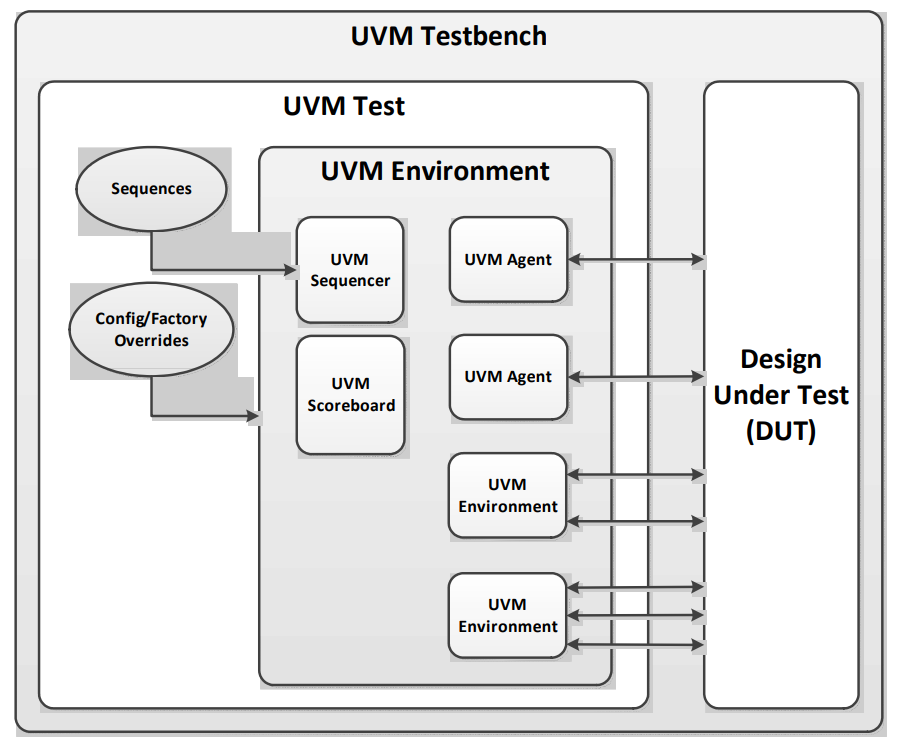 UVM Testbench
UVM Test
Sequences
Config/Factory
Overrides
UVM Environment
UVM
Sequencer
UVM
Scoreboard
UVM Agent
UVM Agent
UVM
Environment
UVM
Environment
Design
Under Test
(DUT)